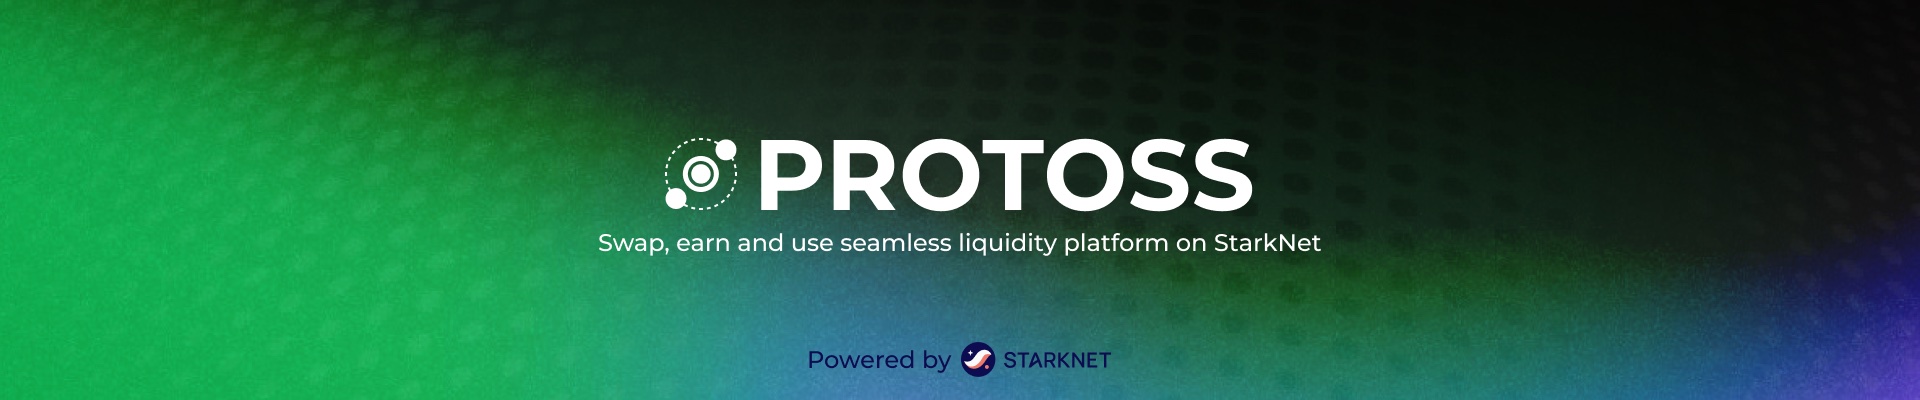 PROTOSS
Swap, earn and use seamless liquidity platform on StarkNet
Powered by STARKNET